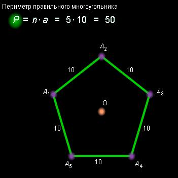 Периметр правильного многоугольника
P = n·a = 5·10 = 50
A₂
10
10
A₁
A₃
O
10
10
A₅
10
A₄